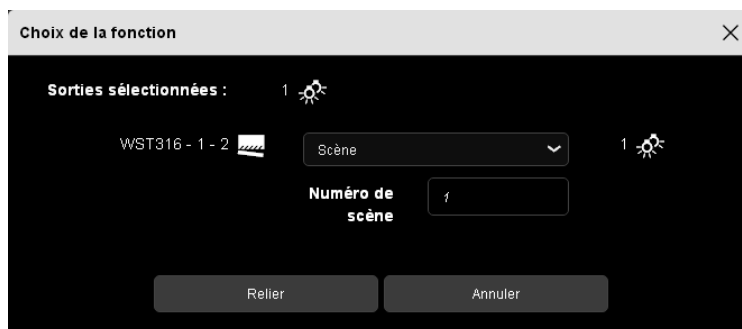 Choix de la fonction
Sorties sélectionnées : 1
WST316 - 1 - 2 Scène 1
Numéro de 1
scène
Relier Annuler